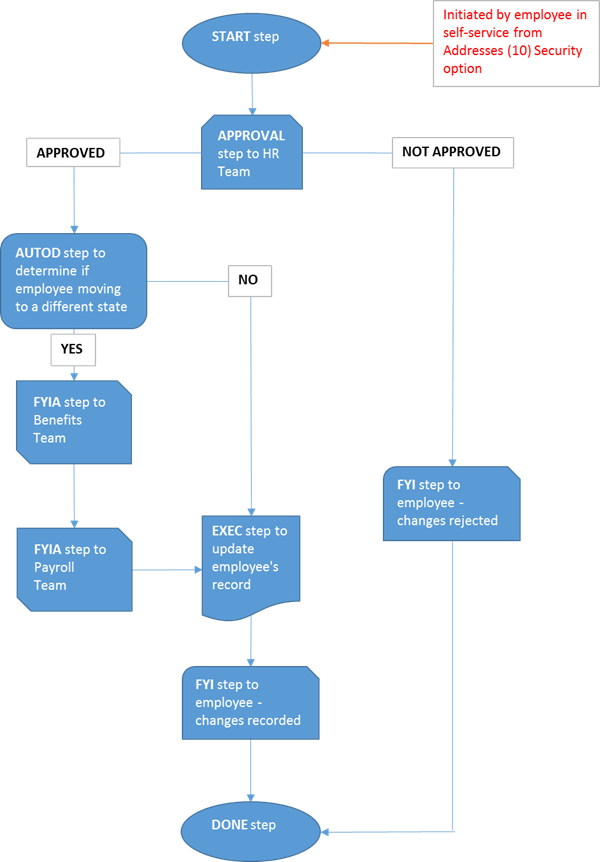 START step
Initiated by employee in
self-service from
Addresses (10) Security
option
APPROVAL
step to HR
Team
APPROVED
NOT APPROVED
AUTOD step to
determine if
employee moving
to a different state
NO
YES
FYIA step to
Benefits
Team
FYI step to
employee -
changes rejected
EXEC step to
update
employee's
record
FYIA step to
Payroll
Team
FYI step to
employee -
changes recorded
DONE step